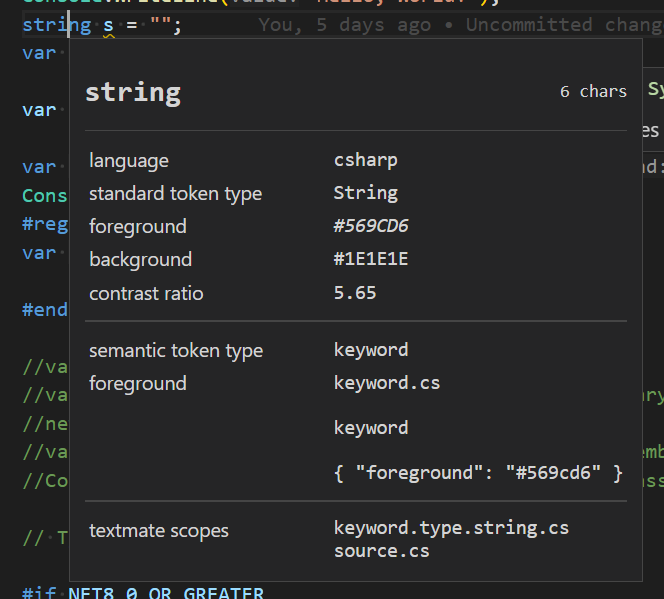 string s = "";    You, 5 days ago • Uncommitted chang
var
string    6 chars
var
language    csharp
standard token type    String
foreground    #569CD6
background    #1E1E1E
contrast ratio    5.65
semantic token type    keyword
foreground    keyword.cs
keyword
{ "foreground": "#569cd6" }
textmate scopes    keyword.type.string.cs
source.cs
var
Cons
#reg
var
#end
//va
//va
//ne
//va
//Co
// T
#if NET8_0_OR_GREATER